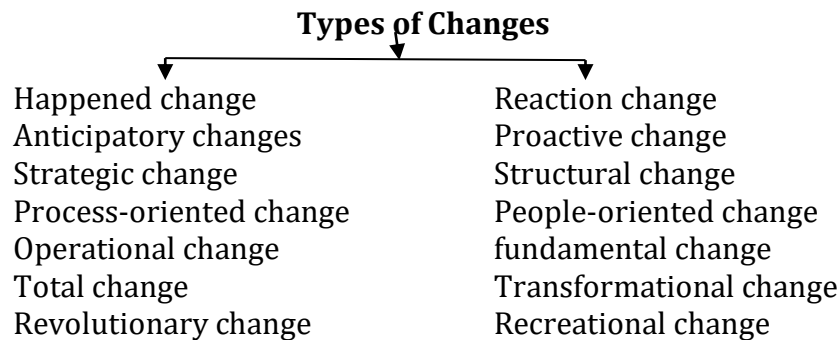 Types of Changes
Happened change
Anticipatory changes
Strategic change
Process-oriented change
Operational change
Total change
Revolutionary change
Reaction change
Proactive change
Structural change
People-oriented change
fundamental change
Transformational change
Recreational change